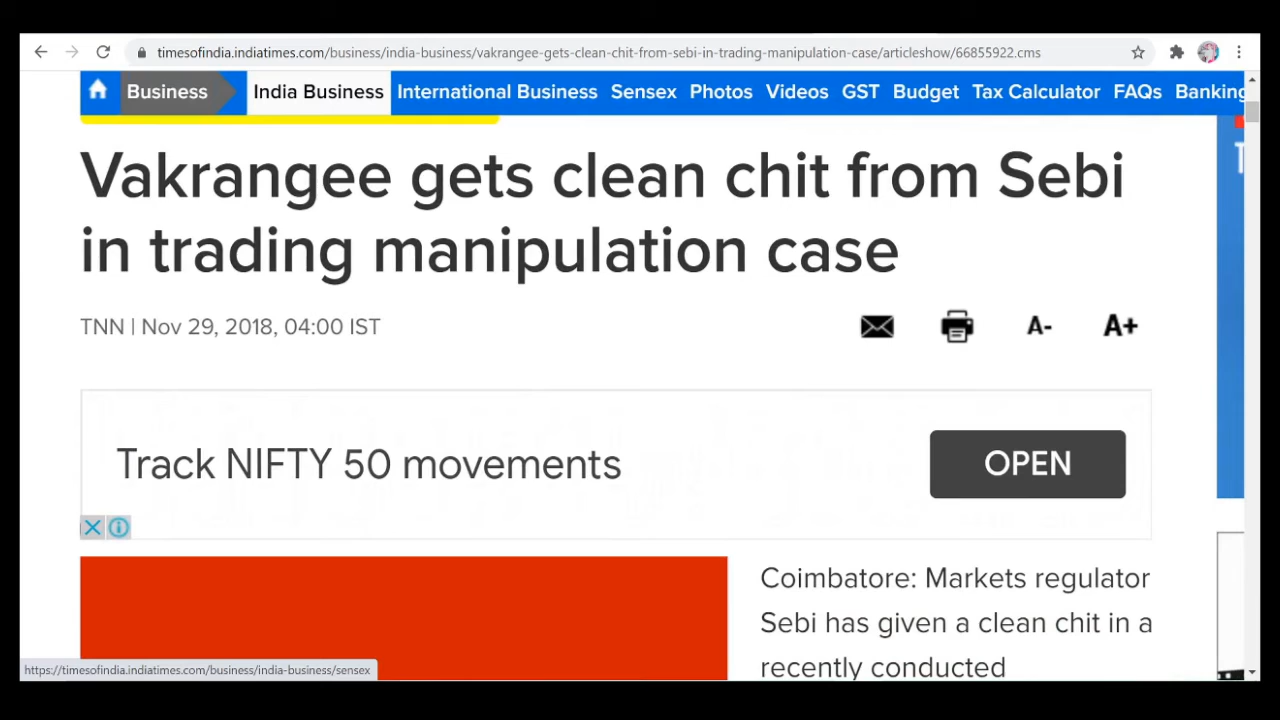 timesofindia.indiatimes.com/business/india-business/vakrangee-gets-clean-chit-from-sebi-in-trading-manipulation-case/articleshow/66855922.cms
Business India Business International Business Sensex Photos Videos GST Budget Tax Calculator FAQs Banking
Vakrangee gets clean chit from Sebi
in trading manipulation case
TNN | Nov 29, 2018, 04:00 IST
A- A+
Track NIFTY 50 movements
OPEN
Coimbatore: Markets regulator
Sebi has given a clean chit in a
recently conducted
https://timesofindia.indiatimes.com/business/india-business/sensex